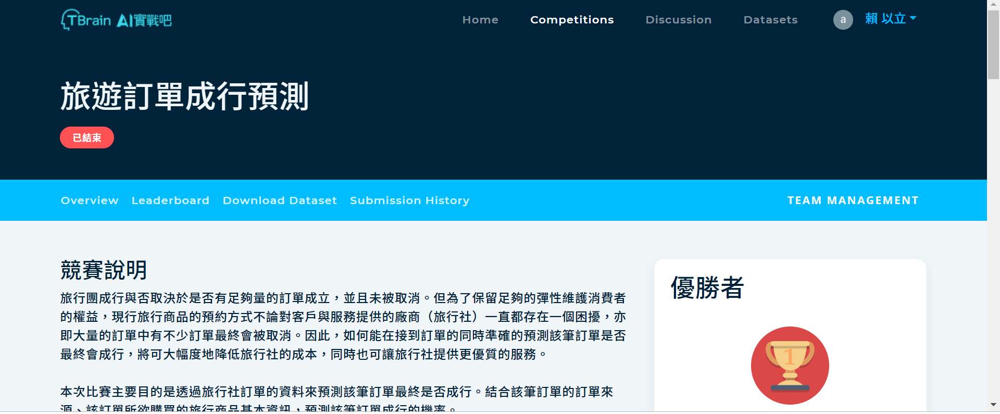 TBrain AI實戰吧
Home Competitions Discussion Datasets a 賴 以立
旅遊訂單成行預測
已結束
Overview Leaderboard Download Dataset Submission History TEAM MANAGEMENT
競賽說明
旅行團成行與否取決於是否有足夠量的訂單成立，並且未被取消。但為了保留足夠的彈性維護消費者
的權益，現行旅行商品的預約方式不論對客戶與服務提供的廠商（旅行社）一直都存在一個困擾，亦
即大量的訂單中有不少訂單最終會被取消。因此，如何能在接到訂單的同時準確的預測該筆訂單是否
最終會成行，將可大幅度地降低旅行社的成本，同時也可讓旅行社提供更優質的服務。
本次比賽主要目的是透過旅行社訂單的資料來預測該筆訂單最終是否成行。結合該筆訂單的訂單來
源、該訂單所欲購買的旅行商品基本資訊，預測該筆訂單成行的機率。
優勝者
1